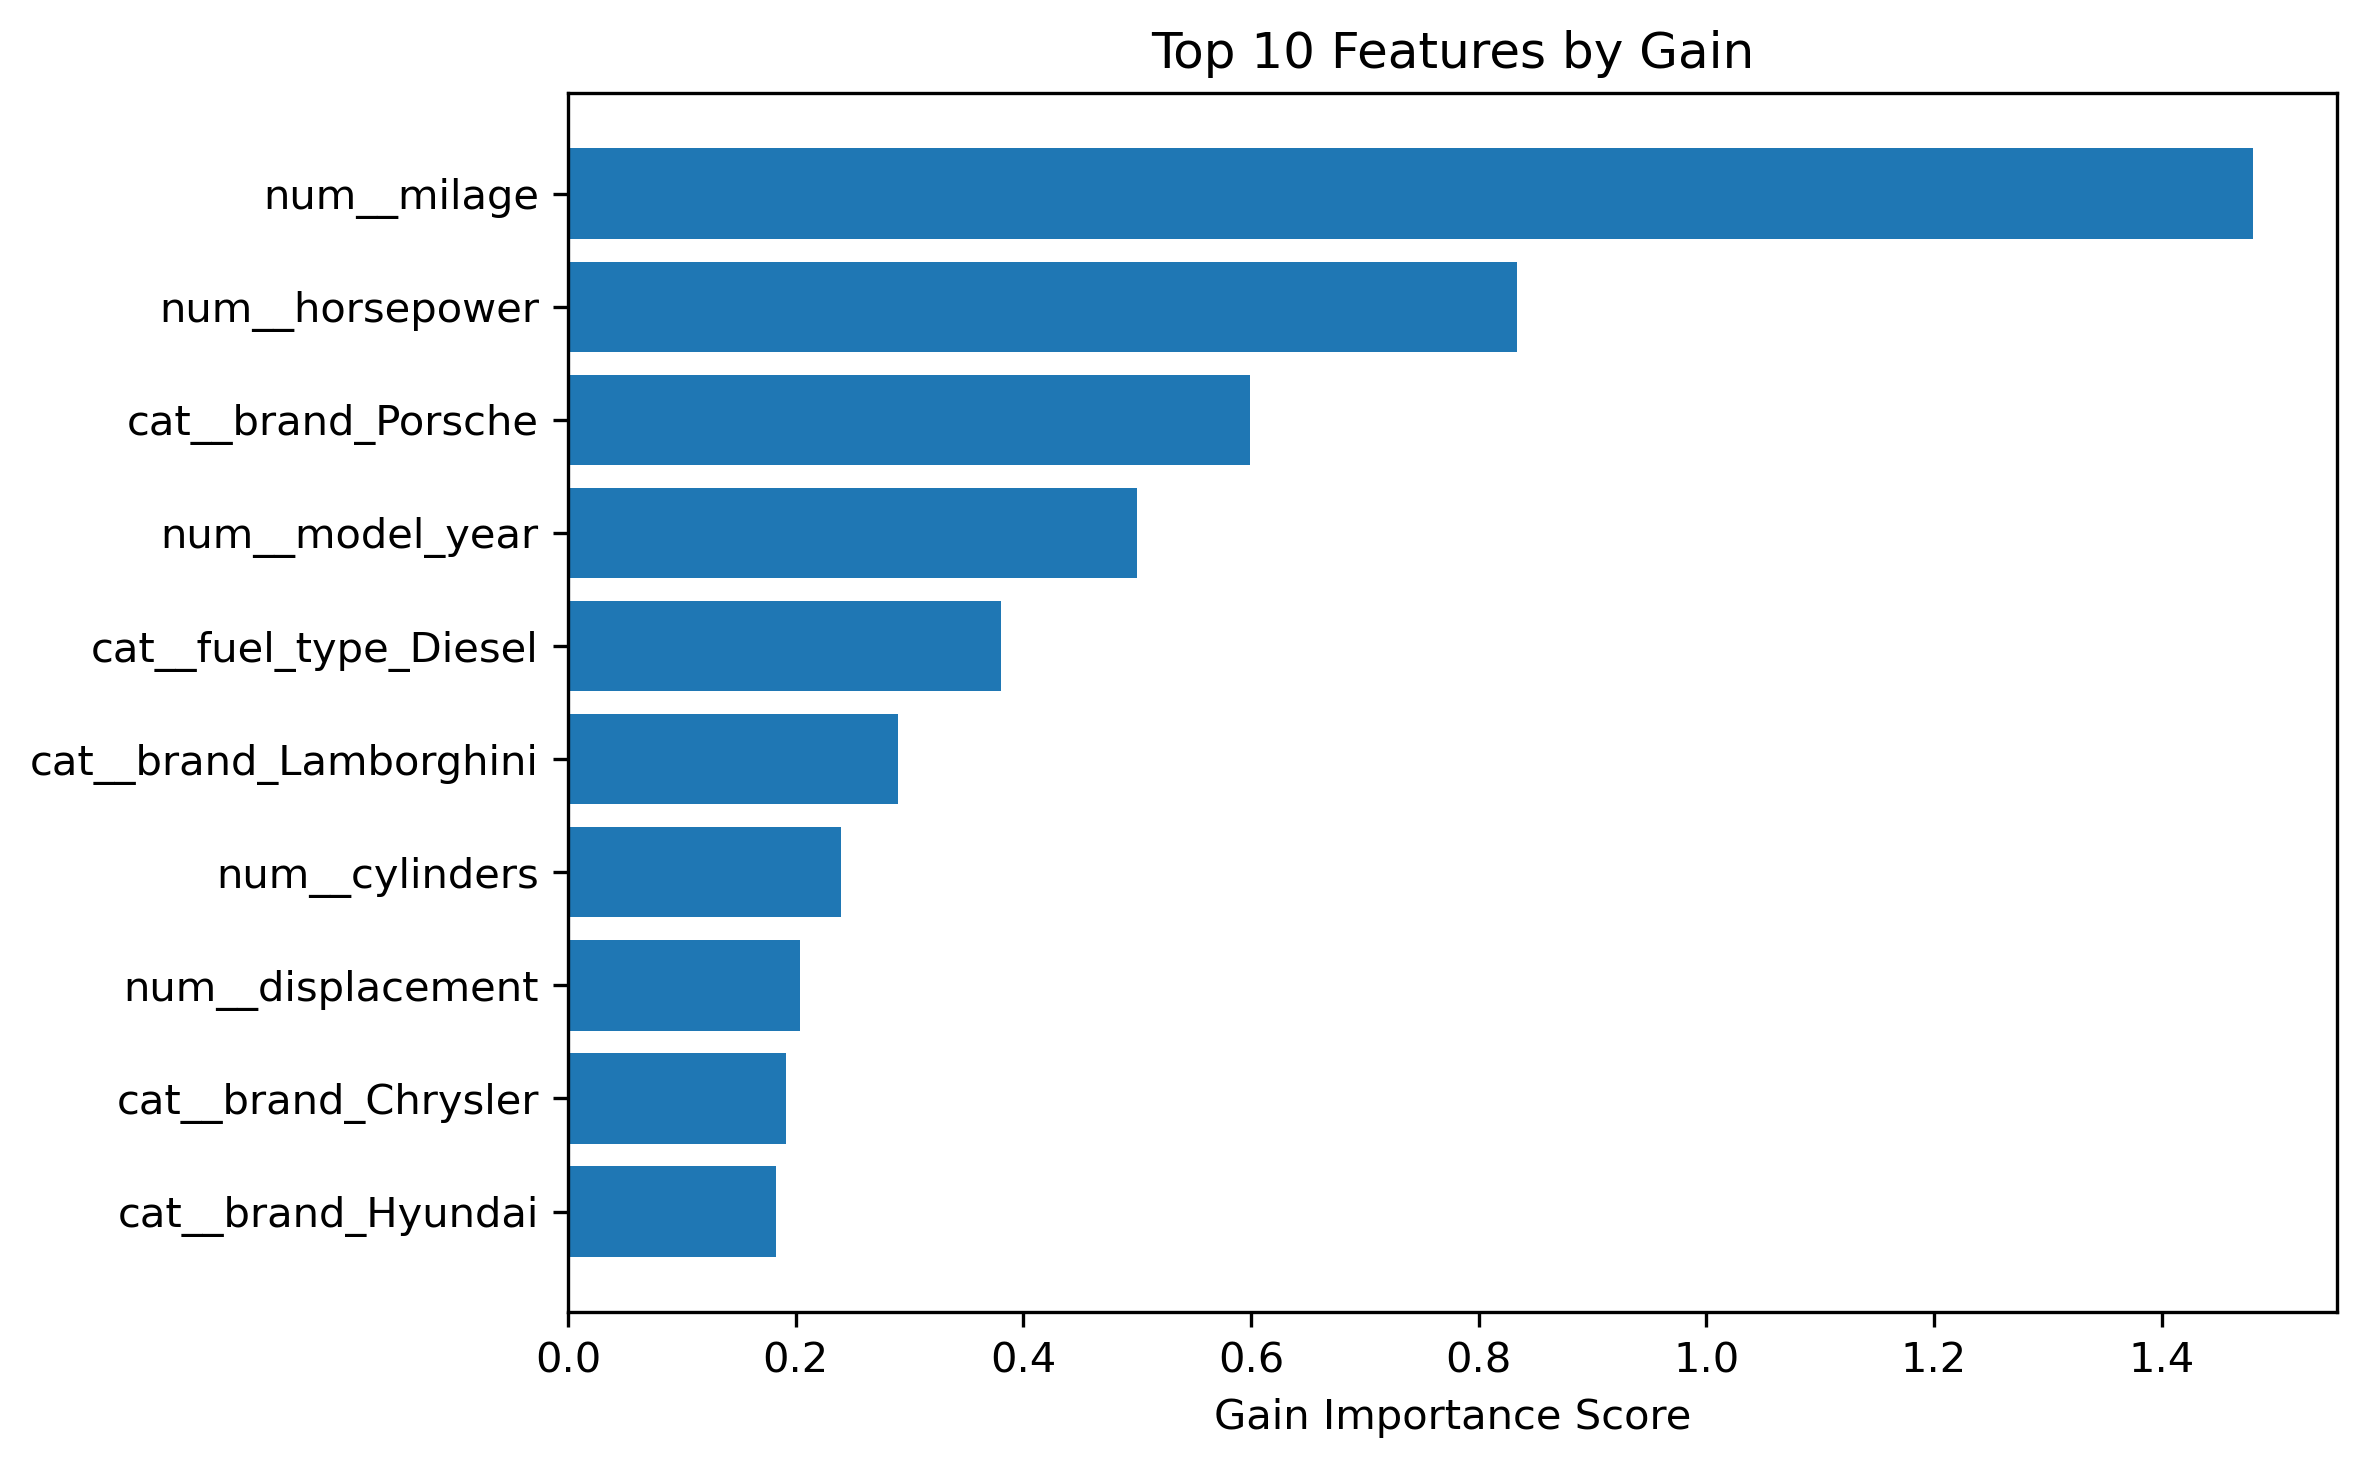 Top 10 Features by Gain
num__milage
num__horsepower
cat__brand_Porsche
num__model_year
cat__fuel_type_Diesel
cat__brand_Lamborghini
num__cylinders
num__displacement
cat__brand_Chrysler
cat__brand_Hyundai
0.0 0.2 0.4 0.6 0.8 1.0 1.2 1.4
Gain Importance Score